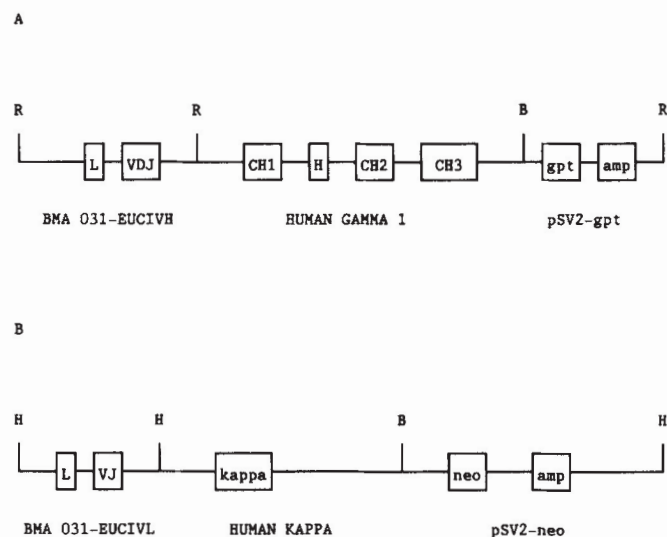 A
R R B R
L VDJ CH1 H CH2 CH3 gpt amp
BMA 031-EUCIVH HUMAN GAMMA 1 pSV2-gpt
B
H H B H
L VJ kappa neo amp
BMA 031-EUCIVL HUMAN KAPPA pSV2-neo